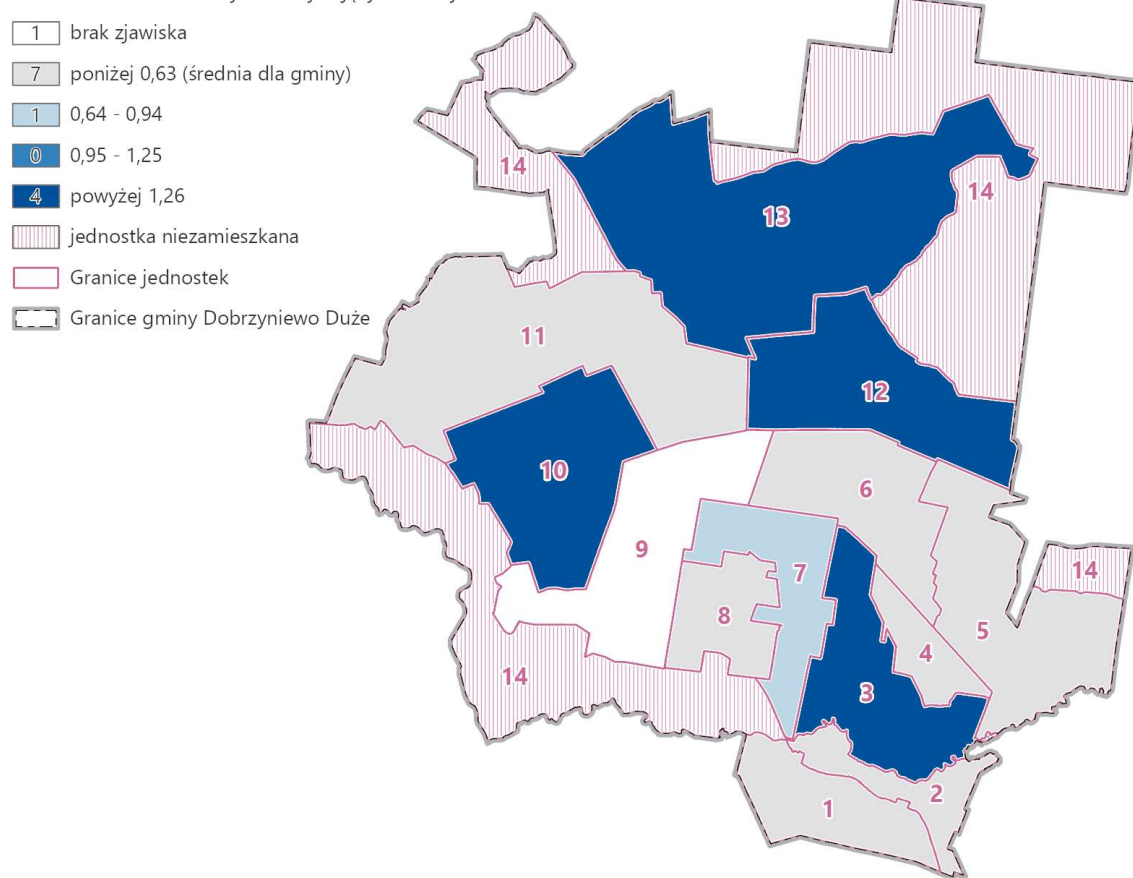 1 brak zjawiska
7 poniżej 0,63 (średnia dla gminy)
1 0,64 - 0,94
0 0,95 - 1,25
4 powyżej 1,26
jednostka niezamieszkana
Granice jednostek
Granice gminy Dobrzyniewo Duże
14
14
13
11
12
10
6
9
7
14
8
5
4
14
3
2
1